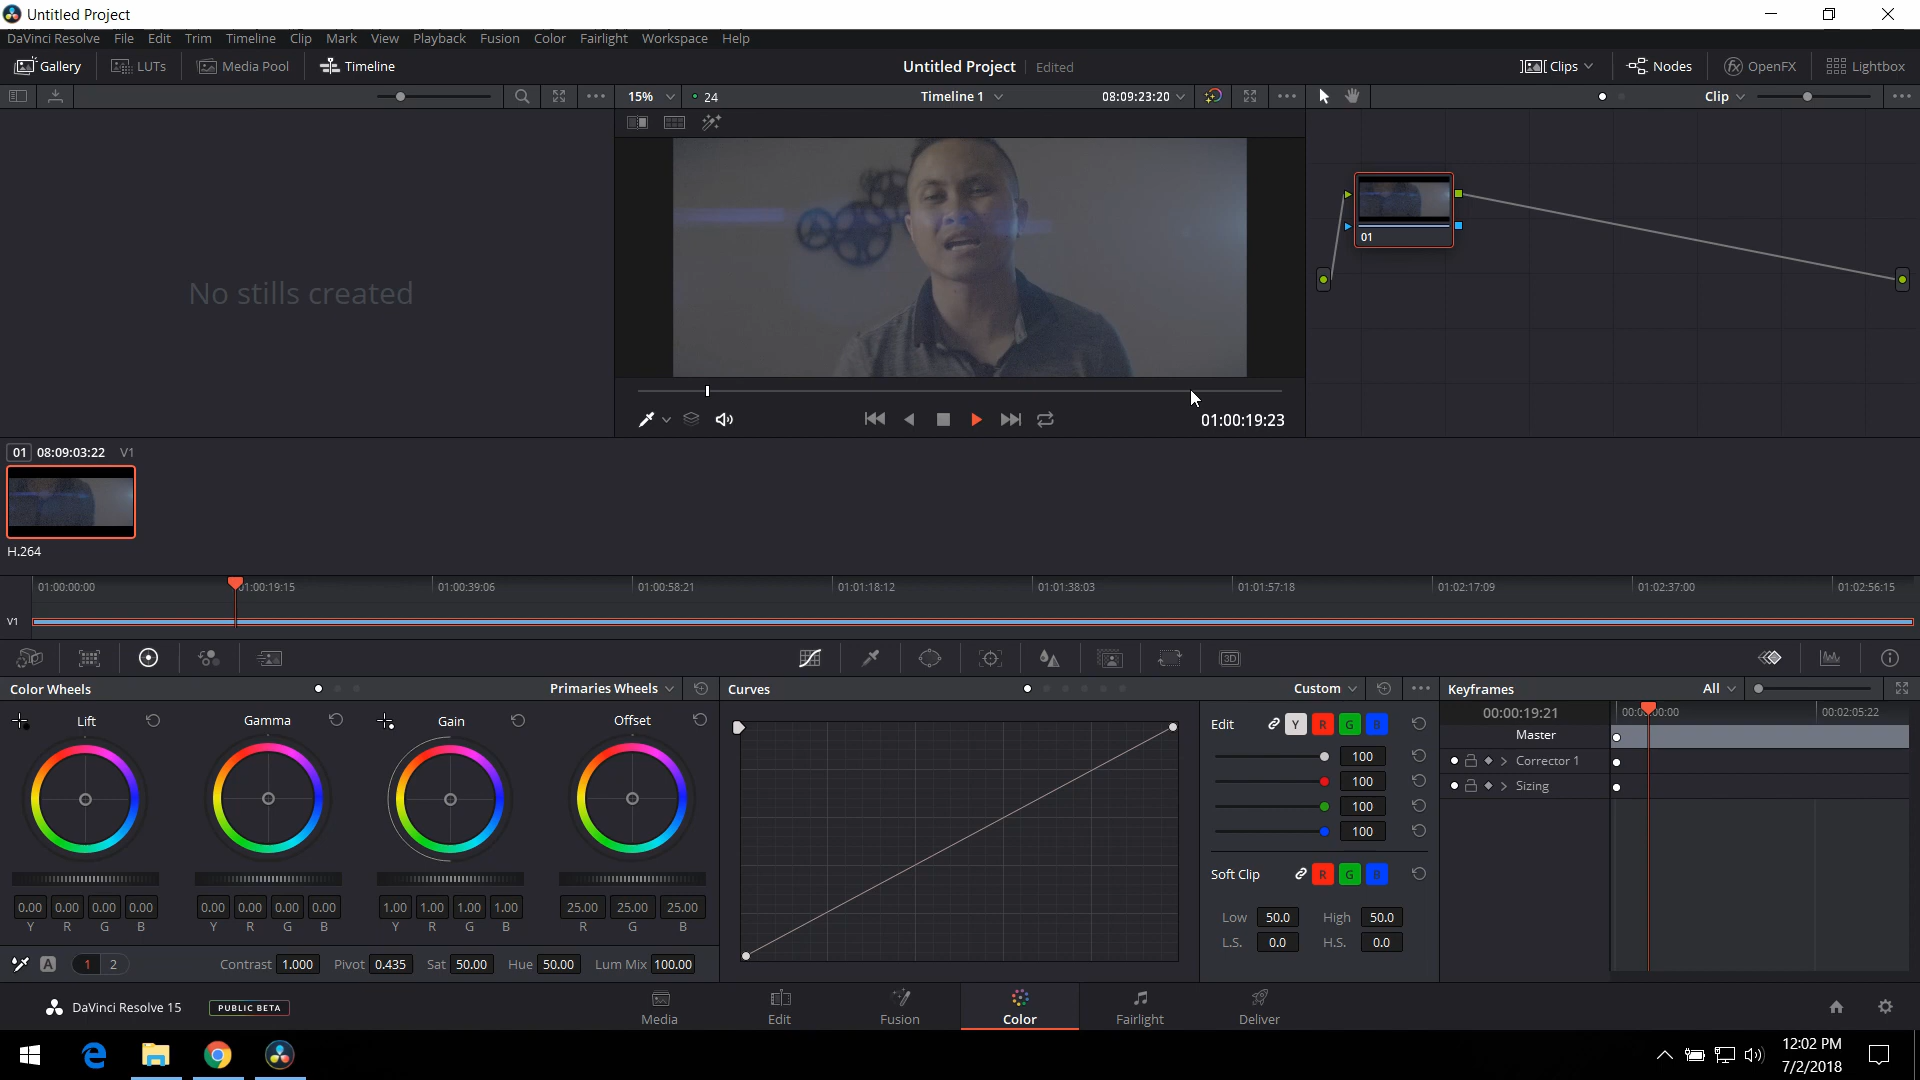 Untitled Project
DaVinci Resolve File Edit Trim Timeline Clip Mark View Playback Fusion Color Fairlight Workspace Help
Gallery LUTs Media Pool Timeline Untitled Project Edited Clips Nodes OpenFX Lightbox
15% 24 Timeline 1 08:09:23:20 Clip
No stills created
01
01:00:19:23
01 08:09:03:22 V1
H.264
01:00:00:00 01:00:19:15 01:00:39:06 01:00:58:21 01:01:18:12 01:01:38:03 01:01:57:18 01:02:17:09 01:02:37:00 01:02:56:15
V1
3D
Color Wheels Primaries Wheels Curves Custom Keyframes All
Lift Gamma Gain Offset Edit Y R G B 00:00:19:21 00:02:05:22
Master
100 Corrector 1
100 Sizing
100
100
Soft Clip R G B
0.00 0.00 0.00 0.00 0.00 0.00 0.00 0.00 1.00 1.00 1.00 1.00 25.00 25.00 25.00 Low 50.0 High 50.0
Y R G B Y R G B Y R G B R G B L.S. 0.0 H.S. 0.0
A 1 2 Contrast 1.000 Pivot 0.435 Sat 50.00 Hue 50.00 Lum Mix 100.00
DaVinci Resolve 15 PUBLIC BETA Media Edit Fusion Color Fairlight Deliver
12:02 PM
7/2/2018